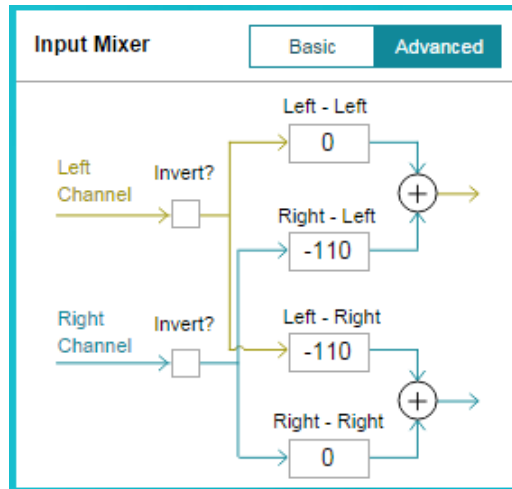 Input Mixer
Basic
Advanced
Left - Left
0
Left
Channel
Invert?
+
Right - Left
-110
Right
Channel
Invert?
Left - Right
-110
+
Right - Right
0